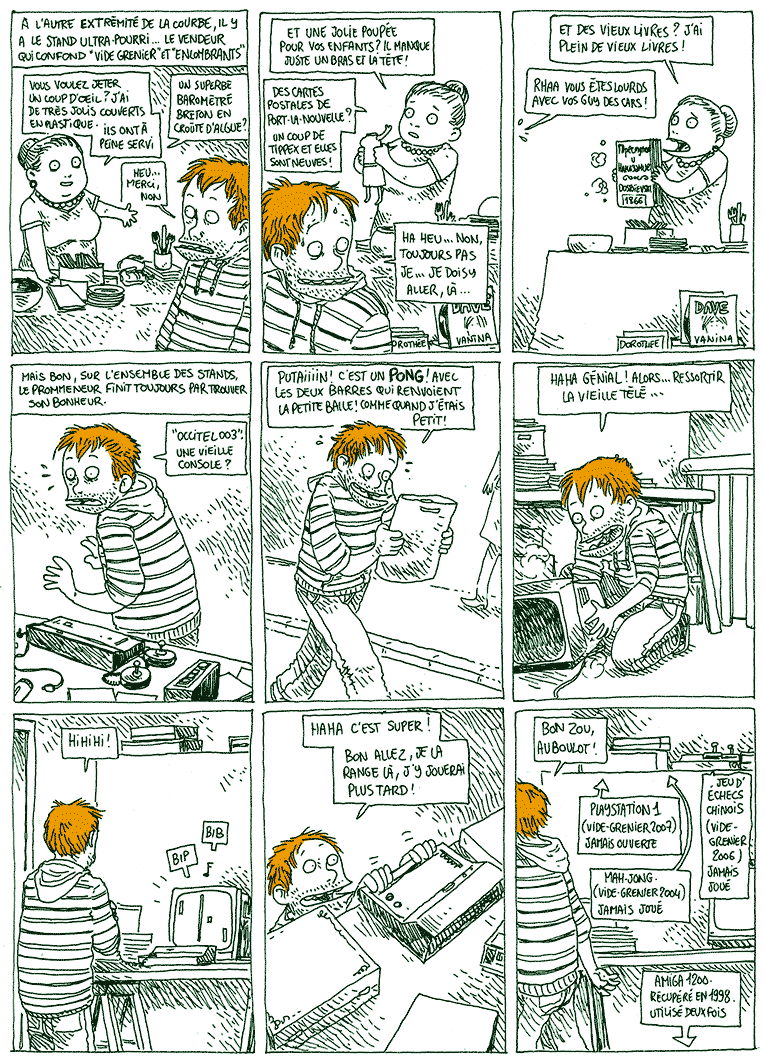 À L'AUTRE EXTRÊMITÉ DE LA COURBE, IL Y
A LE STAND ULTRA-POURRI... LE VENDEUR
QUI CONFOND "VIDE GRENIER" ET "ENCOMBRANTS"
VOUS VOULEZ JETER
UN COUP D'ŒIL? J'AI
DE TRÈS JOLIS COUVERTS
EN PLASTIQUE.
ILS ONT À
PEINE SERVI
UN SUPERBE
BAROMÈTRE
BRETON EN
CROÛTE D'ALGUE?
HEU...
MERCI,
NON
ET UNE JOLIE POUPÉE
POUR VOS ENFANTS? IL MANQUE
JUSTE UN BRAS ET LA TÊTE!
DES CARTES
POSTALES DE
PORT-LA-NOUVELLE?
UN COUP DE
TIPPEX ET ELLES
SONT NEUVES!
HA HEU... NON,
TOUJOURS PAS
JE... JE DOIS Y
ALLER, LÀ...
DOROTHÉE
DAVE
VANINA
ET DES VIEUX LIVRES? J'AI
PLEIN DE VIEUX LIVRES!
RHAA VOUS ÊTES LOURDS
AVEC VOS GUY DES CARS!
DOSTOÏEVSKI
1866
DOROTHÉE
DAVE
VANINA
MAIS BON, SUR L'ENSEMBLE DES STANDS,
LE PROMENEUR FINIT TOUJOURS PAR TROUVER
SON BONHEUR.
"OCCITEL 003".
UNE VIEILLE
CONSOLE?
PUTAIIIIN! C'EST UN PONG! AVEC
LES DEUX BARRES QUI RENVOIENT
LA PETITE BALLE! COMME QUAND J'ÉTAIS
PETIT!
HAHA GÉNIAL! ALORS... RESSORTIR
LA VIEILLE TÉLÉ...
HIHIHI!
BIP
BIB
HAHA C'EST SUPER!
BON ALLEZ, JE LA
RANGE LÀ, J'Y JOUERAI
PLUS TARD!
BON ZOU,
AU BOULOT!
PLAYSTATION 1
(VIDE-GRENIER 2007)
JAMAIS OUVERTE
JEU D'
ÉCHECS
CHINOIS
(VIDE-
GRENIER
2006)
JAMAIS
JOUÉ
MAH-JONG.
(VIDE-GRENIER 2004)
JAMAIS JOUÉ
AMIGA 1200.
RÉCUPÉRÉ EN 1998.
UTILISÉ DEUX FOIS